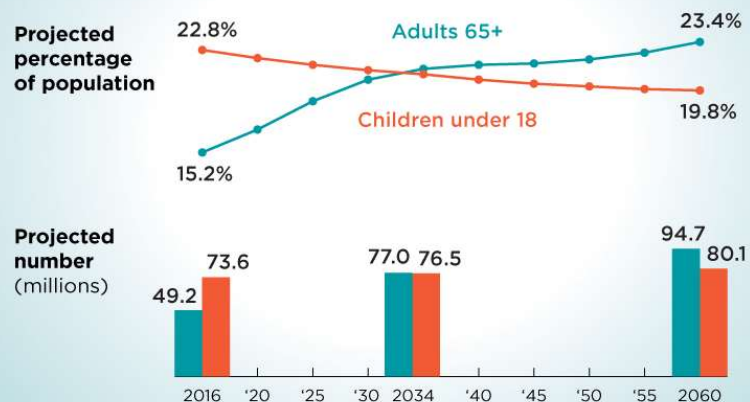 Projected
percentage
of population
22.8%
Adults 65+
23.4%
15.2%
Children under 18
19.8%
Projected
number
(millions)
49.2
73.6
77.0
76.5
94.7
80.1
2016 ‘20 ‘25 ‘30 2034 ‘40 ‘45 ‘50 ‘55 2060